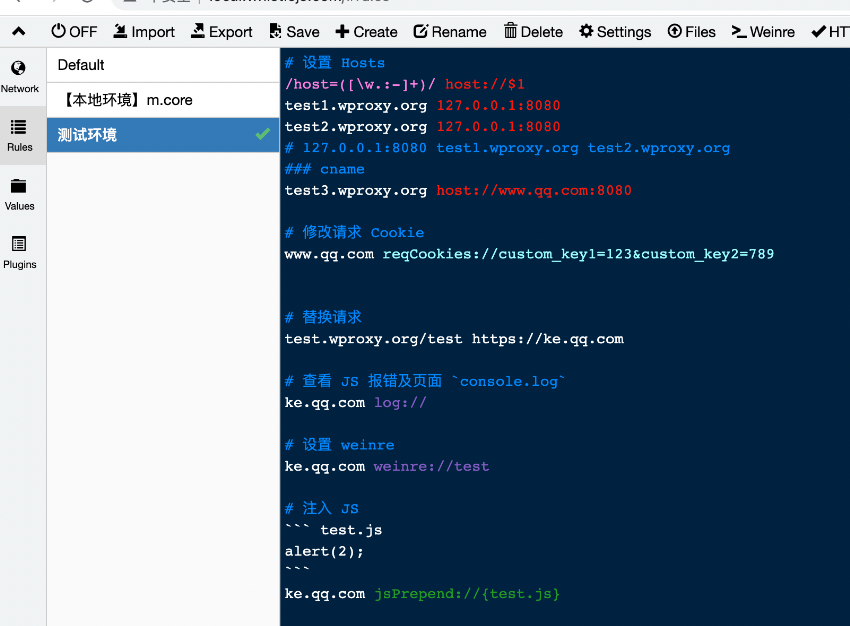 OFF Import Export Save Create Rename Delete Settings Files Weinre
Network
Rules
Values
Plugins
Default
【本地环境】m.core
测试环境
# 设置 Hosts
/host=([\w.:-]+)/ host://$1
test1.wproxy.org 127.0.0.1:8080
test2.wproxy.org 127.0.0.1:8080
# 127.0.0.1:8080 test1.wproxy.org test2.wproxy.org
### cname
test3.wproxy.org host://www.qq.com:8080
# 修改请求 Cookie
www.qq.com reqCookies://custom_key1=123&custom_key2=789
# 替换请求
test.wproxy.org/test https://ke.qq.com
# 查看 JS 报错及页面 `console.log`
ke.qq.com log://
# 设置 weinre
ke.qq.com weinre://test
# 注入 JS
``` test.js
alert(2);
```
ke.qq.com jsPrepend://{test.js}